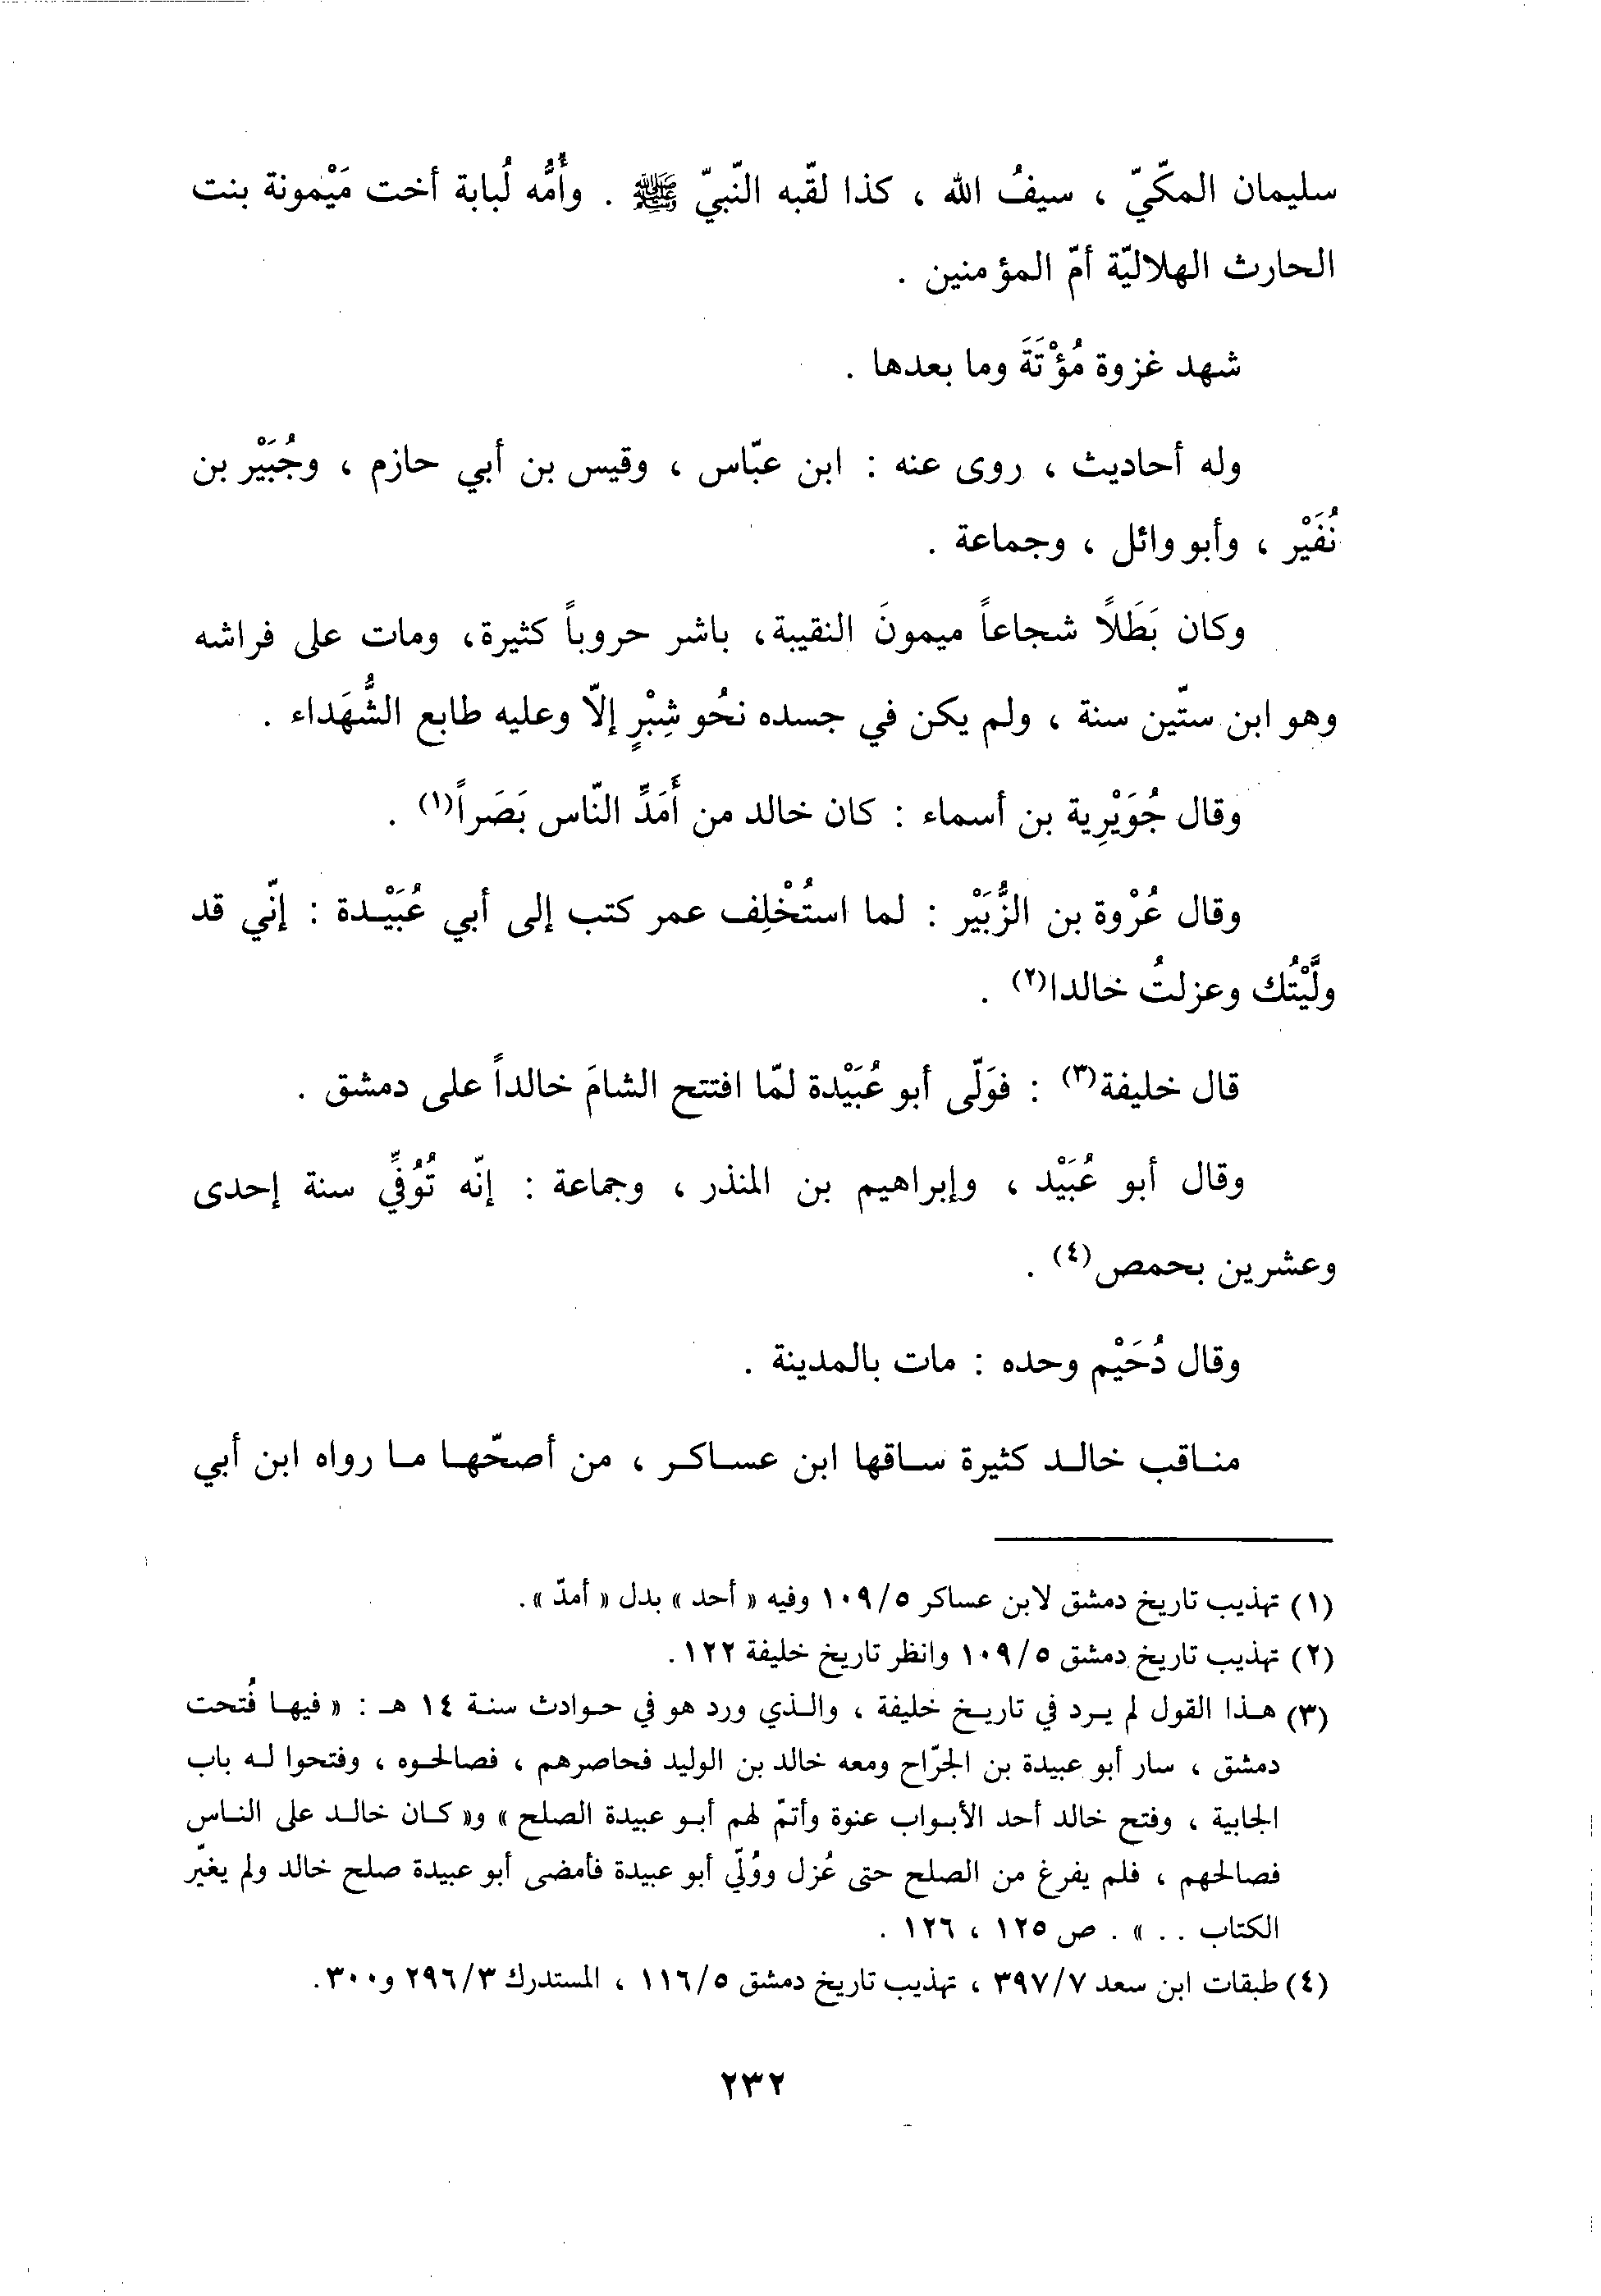 سليمان المكّيّ ، سيفُ الله ، كذا لقّبه النّبيّ ﷺ . وأُمُّه لُبابة أخت مَيْمونة بنت
الحارث الهلاليّة أمّ المؤمنين .
شهد غزوة مُؤْتَةَ وما بعدها .
وله أحاديث ، روى عنه : ابن عبّاس ، وقيس بن أبي حازم ، وجُبَيْر بن
نُفَيْر ، وأبو وائل ، وجماعة .
وكان بَطَلًا شجاعاً ميمونَ النقيبة، باشر حروباً كثيرة، ومات على فراشه
وهو ابن ستّين سنة ، ولم يكن في جسده نحُو شِبْرٍ إلاّ وعليه طابع الشُّهَداء .
وقال جُوَيْرِية بن أسماء : كان خالد من أَمَدِّ النّاس بَصَراً(١) .
وقال عُرْوة بن الزُّبَيْر : لما استُخْلِف عمر كتب إلى أبي عُبَيْدة : إنّي قد
ولَّيْتُك وعزلتُ خالدا(٢) .
قال خليفة(٣) : فوَلّى أبو عُبَيْدة لمّا افتتح الشامَ خالداً على دمشق .
وقال أبو عُبَيْد ، وإبراهيم بن المنذر ، وجماعة : إنّه تُوُفِّي سنة إحدى
وعشرين بحمص(٤) .
وقال دُحَيْم وحده : مات بالمدينة .
مناقب خالد كثيرة ساقها ابن عساكر ، من أصحّها ما رواه ابن أبي
(١) تهذيب تاريخ دمشق لابن عساكر ١٠٩/٥ وفيه « أحد » بدل « أمدّ ».
(٢) تهذيب تاريخ دمشق ١٠٩/٥ وانظر تاريخ خليفة ١٢٢ .
(٣) هذا القول لم يرد في تاريخ خليفة ، والذي ورد هو في حوادث سنة ١٤ هـ : « فيها فُتحت
دمشق ، سار أبو عبيدة بن الجرّاح ومعه خالد بن الوليد فحاصرهم ، فصالحوه ، وفتحوا له باب
الجابية ، وفتح خالد أحد الأبواب عنوة وأتمّ لهم أبو عبيدة الصلح » و« كان خالد على الناس
فصالحهم ، فلم يفرغ من الصلح حتى عُزل ووُلّي أبو عبيدة فأمضى أبو عبيدة صلح خالد ولم يغيّر
الكتاب . . » . ص ١٢٥ ، ١٢٦ .
(٤) طبقات ابن سعد ٣٩٧/٧ ، تهذيب تاريخ دمشق ١١٦/٥ ، المستدرك ٢٩٦/٣ و٣٠٠.
٢٣٢